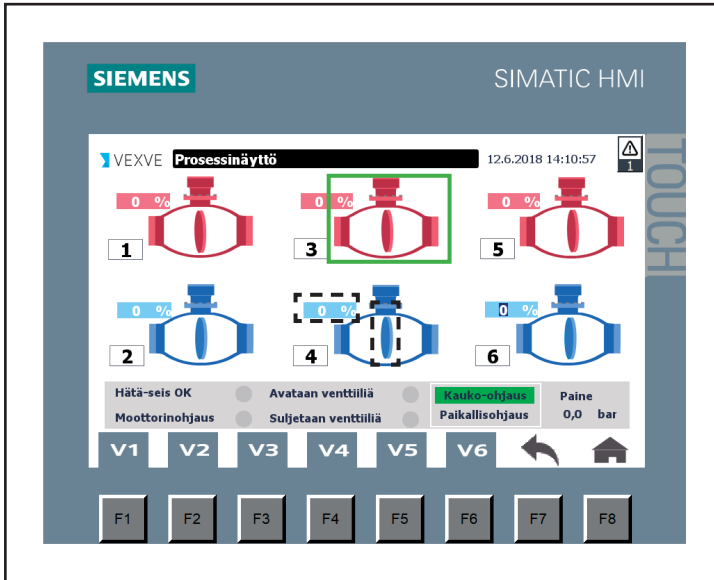 SIEMENS SIMATIC HMI
TOUCH
VEXVE Prosessinäyttö 12.6.2018 14:10:57
1
0 % 0 % 0 %
1 3 5
0 % 0 % 0 %
2 4 6
Hätä-seis OK Avataan venttiiliä Kauko-ohjaus Paine
Moottorinohjaus Suljetaan venttiiliä Paikallisohjaus 0,0 bar
V1 V2 V3 V4 V5 V6
F1 F2 F3 F4 F5 F6 F7 F8